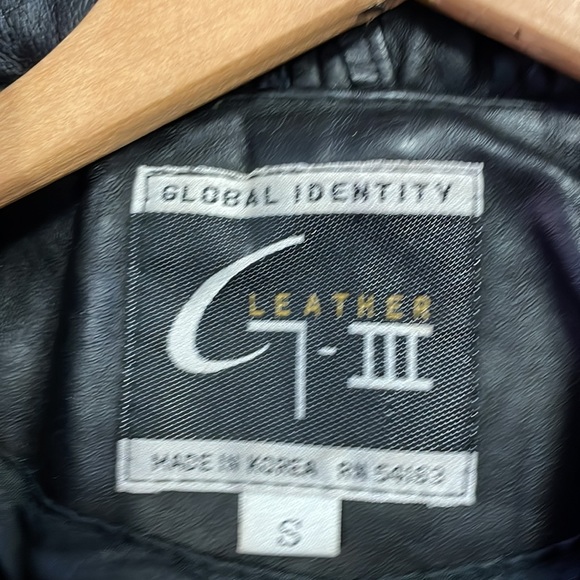 GLOBAL IDENTITY
LEATHER
G-III
MADE IN KOREA RN 54163
S